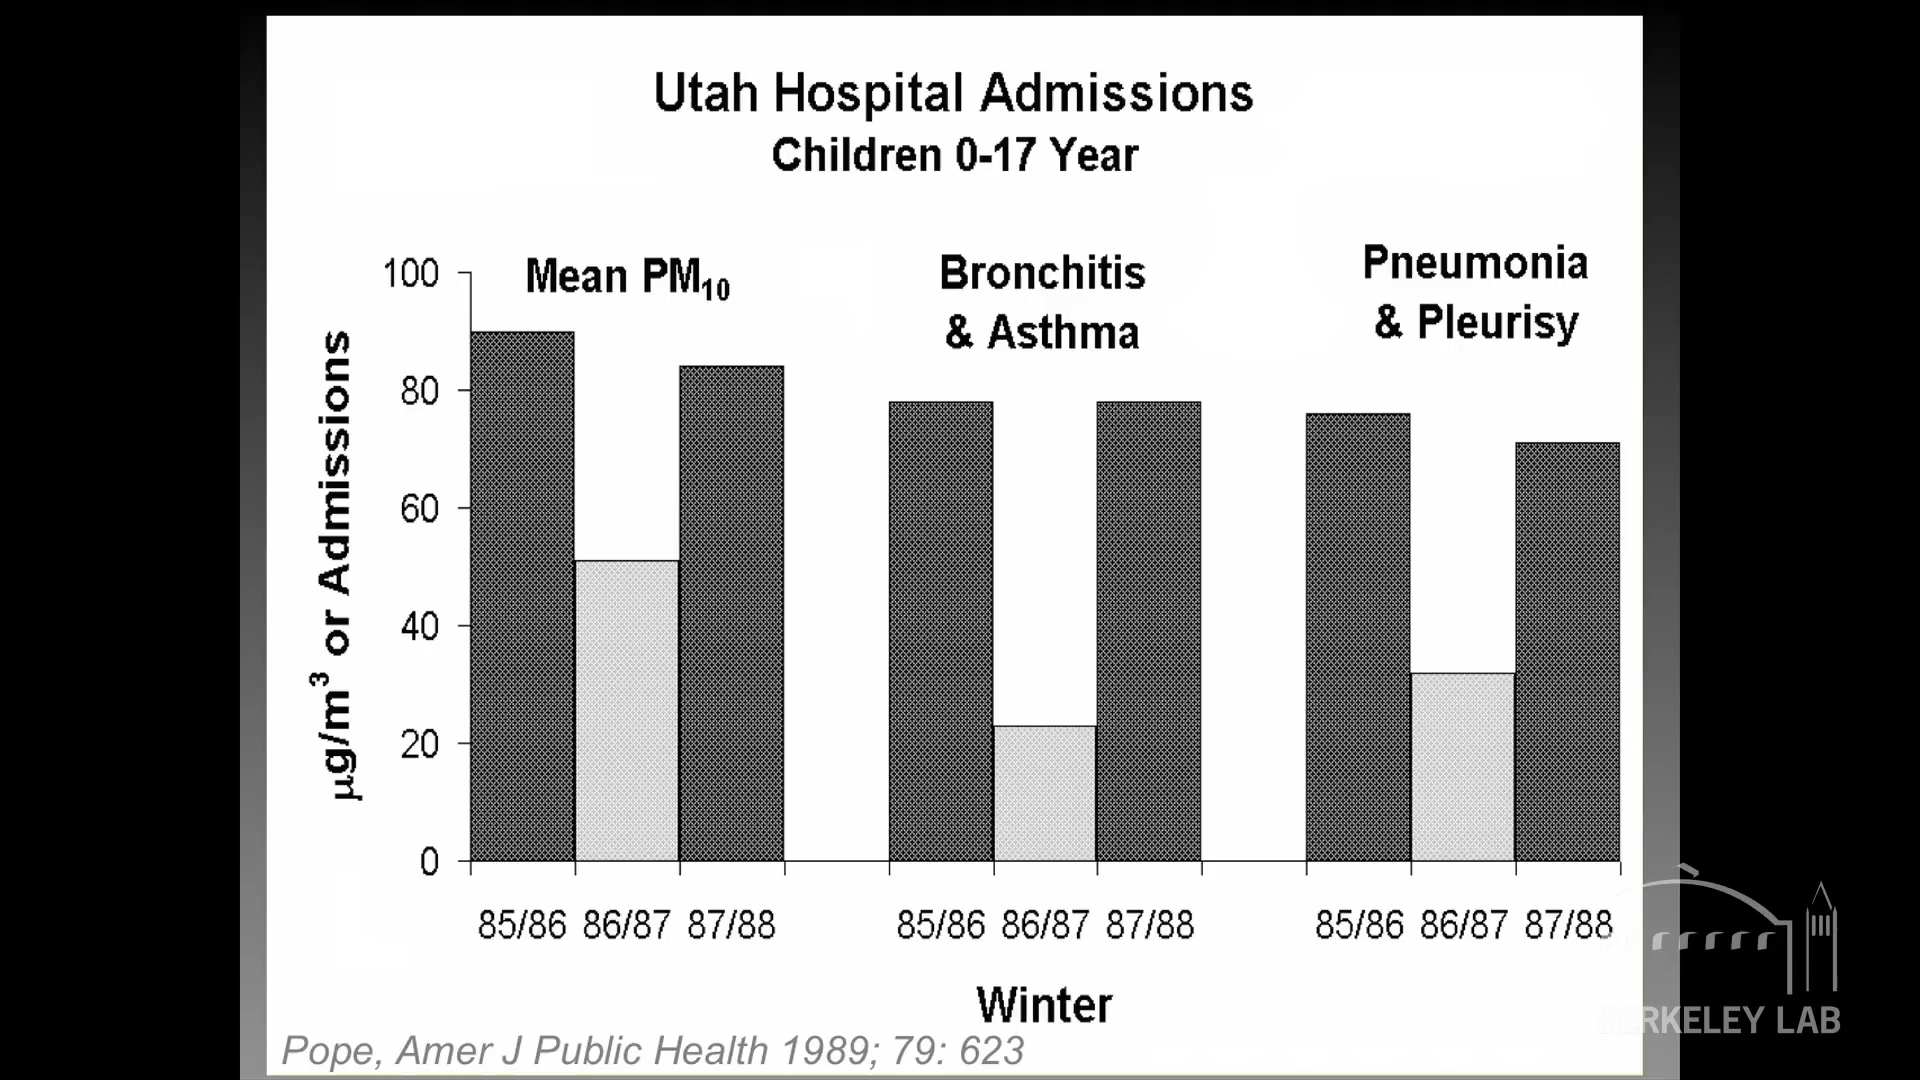 Utah Hospital Admissions
Children 0-17 Year
Mean PM10
Bronchitis
& Asthma
Pneumonia
& Pleurisy
µg/m³ or Admissions
100
80
60
40
20
0
85/86 86/87 87/88 85/86 86/87 87/88 85/86 86/87 87/88
Winter
Pope, Amer J Public Health 1989; 79: 623
BERKELEY LAB